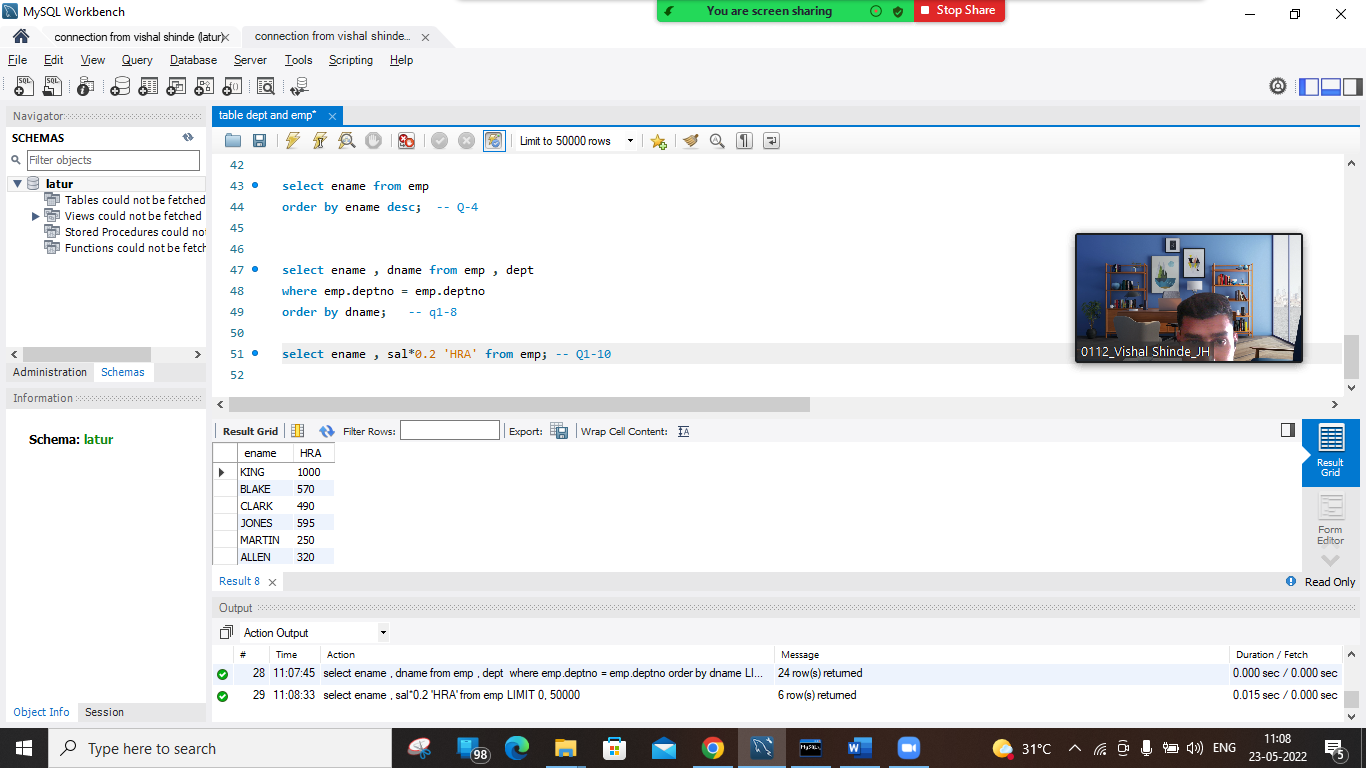 MySQL Workbench
You are screen sharing
Stop Share
connection from vishal shinde (latur)
connection from vishal shinde...
File Edit View Query Database Server Tools Scripting Help
Navigator
SCHEMAS
Filter objects
latur
Tables could not be fetched
Views could not be fetched
Stored Procedures could no
Functions could not be fetch
Administration Schemas
Information
Schema: latur
Object Info Session
table dept and emp*
Limit to 50000 rows
42
43 select ename from emp
44 order by ename desc; -- Q-4
45
46
47 select ename , dname from emp , dept
48 where emp.deptno = emp.deptno
49 order by dname; -- q1-8
50
51 select ename , sal*0.2 'HRA' from emp; -- Q1-10
52
0112_Vishal Shinde_JH
Result Grid Filter Rows: Export: Wrap Cell Content:
ename HRA
KING 1000
BLAKE 570
CLARK 490
JONES 595
MARTIN 250
ALLEN 320
Result
Grid
Form
Editor
Result 8
Read Only
Output
Action Output
# Time Action Message Duration / Fetch
28 11:07:45 select ename , dname from emp , dept where emp.deptno = emp.deptno order by dname LI... 24 row(s) returned 0.000 sec / 0.000 sec
29 11:08:33 select ename , sal*0.2 'HRA' from emp LIMIT 0, 50000 6 row(s) returned 0.015 sec / 0.000 sec
Type here to search
98
MySQL
31°C
ENG
11:08
23-05-2022
5